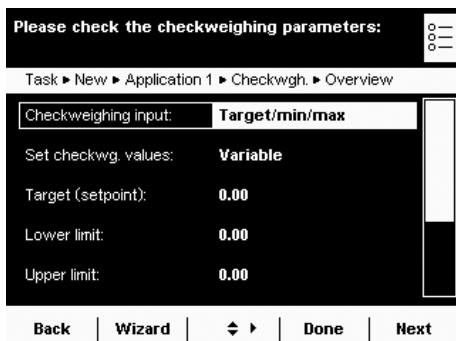 Please check the checkweighing parameters:
Task ▸ New ▸ Application 1 ▸ Checkwgh. ▸ Overview
Checkweighing input: Target/min/max
Set checkwg. values: Variable
Target (setpoint): 0.00
Lower limit: 0.00
Upper limit: 0.00
Back Wizard Done Next